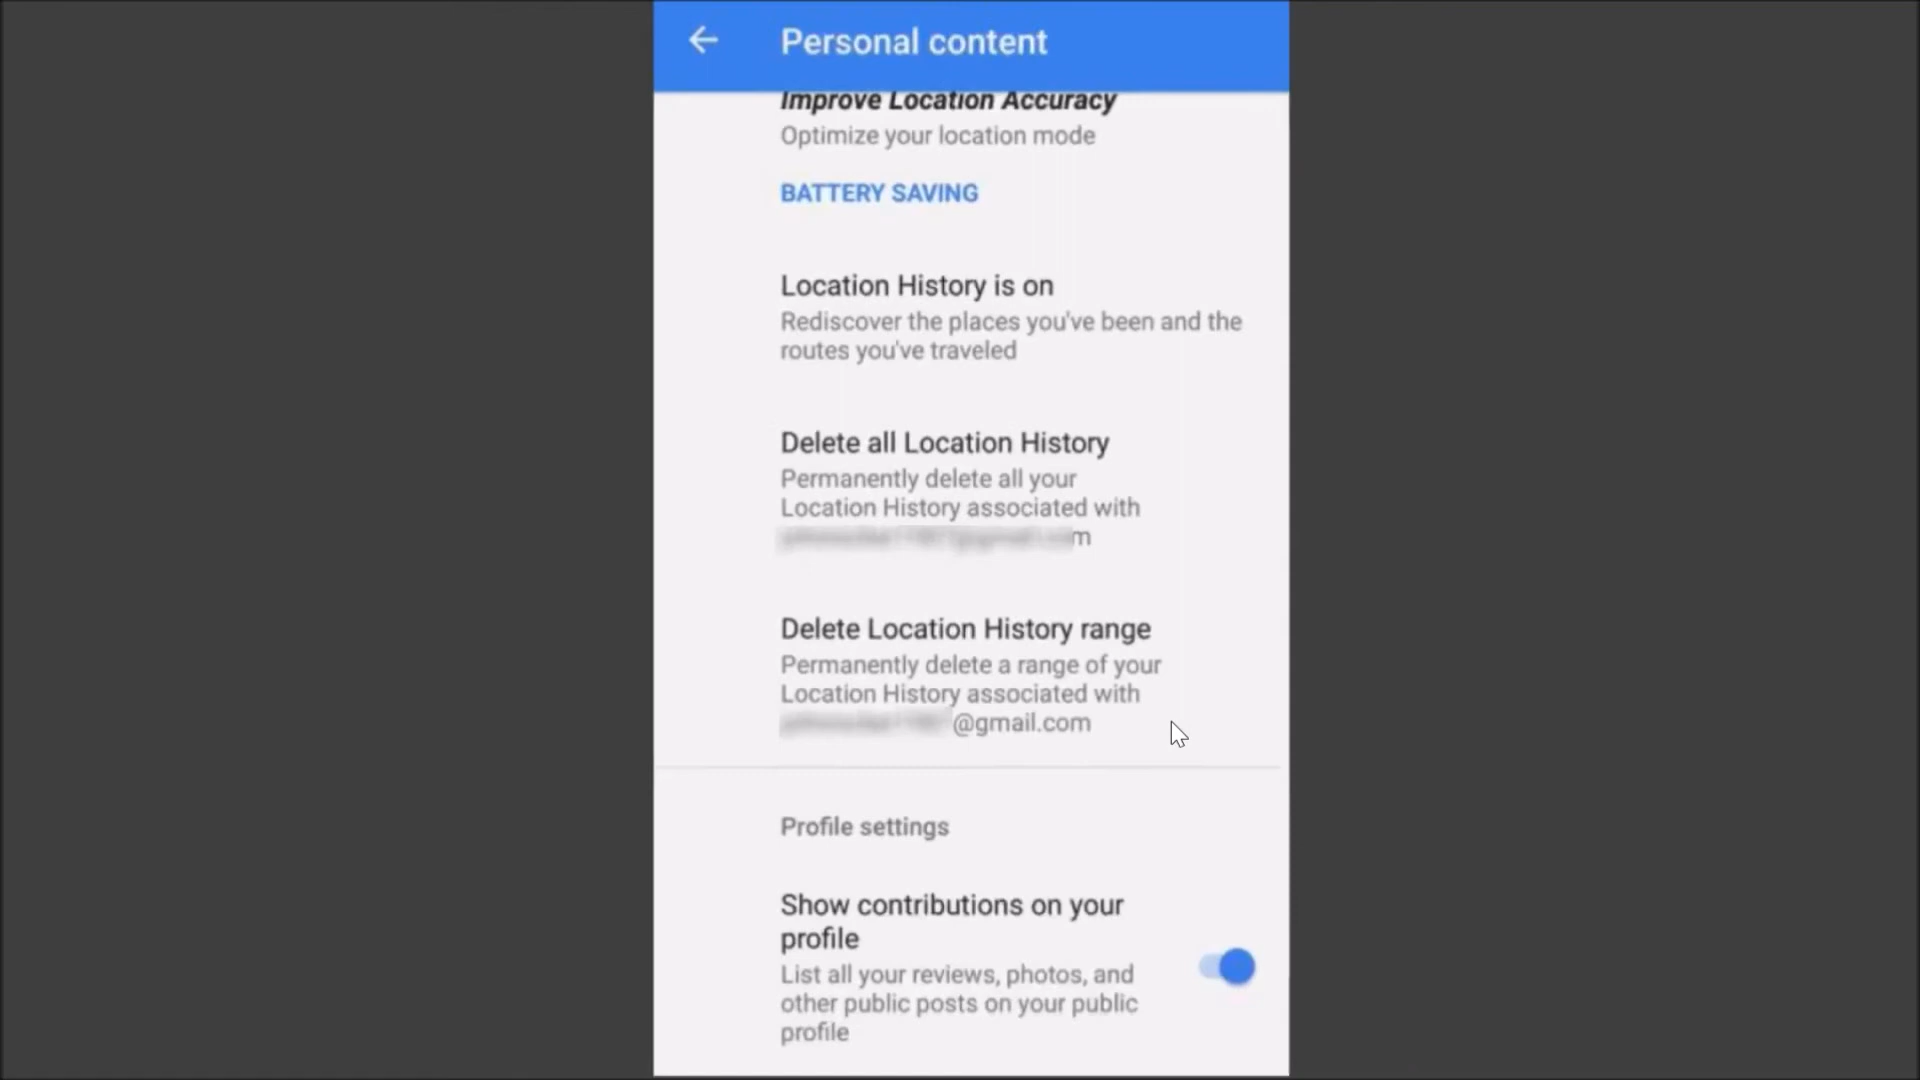 Personal content
Improve Location Accuracy
Optimize your location mode
BATTERY SAVING
Location History is on
Rediscover the places you've been and the
routes you've traveled
Delete all Location History
Permanently delete all your
Location History associated with
Delete Location History range
Permanently delete a range of your
Location History associated with
@gmail.com
Profile settings
Show contributions on your
profile
List all your reviews, photos, and
other public posts on your public
profile